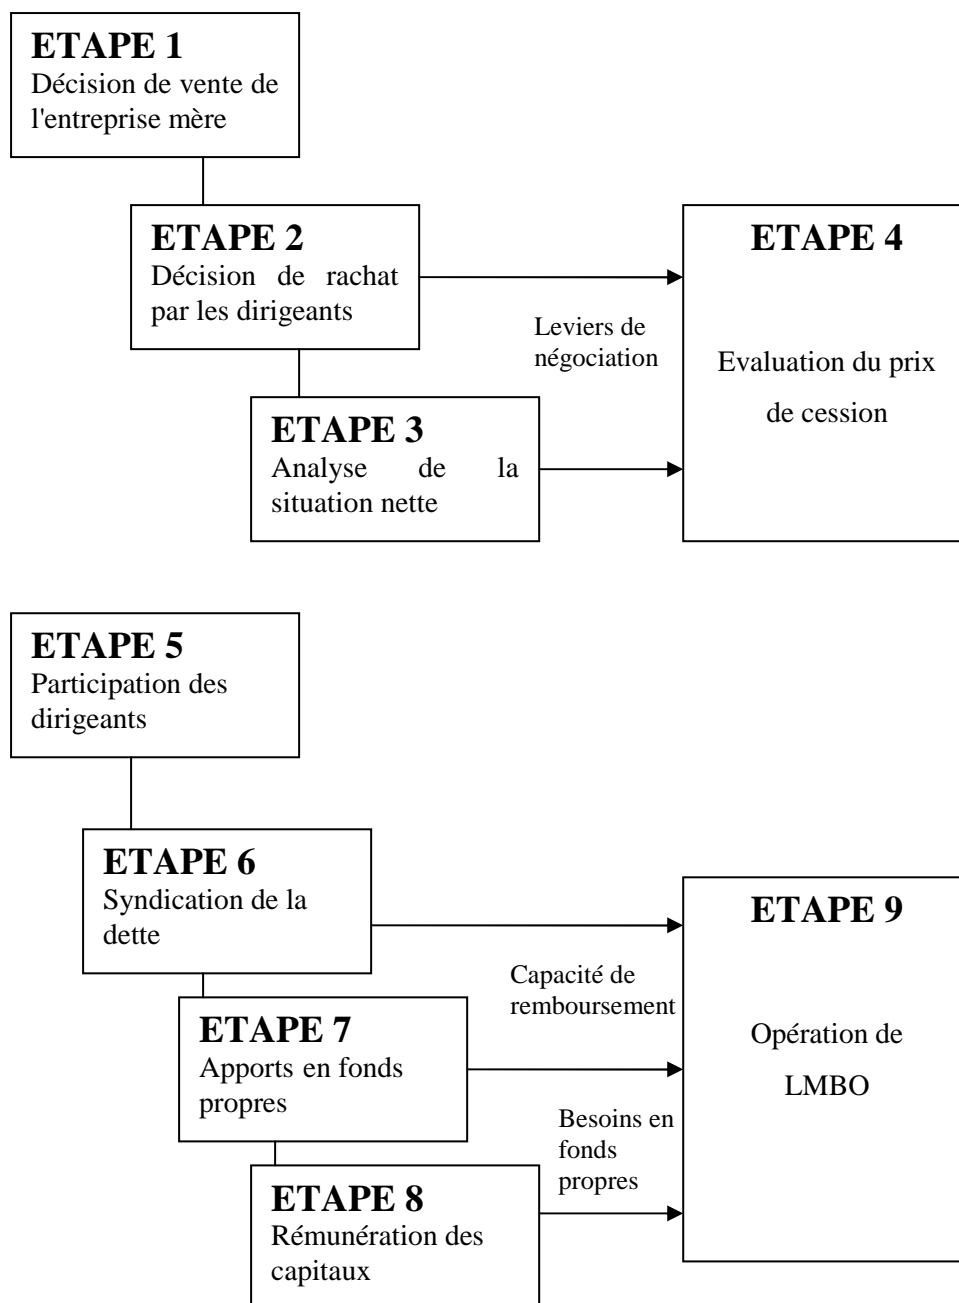 ETAPE 1
Décision de vente de
l'entreprise mère
ETAPE 2
Décision de rachat
par les dirigeants
ETAPE 4
Leviers de
négociation
Evaluation du prix
de cession
ETAPE 3
Analyse de la
situation nette
ETAPE 5
Participation des
dirigeants
ETAPE 6
Syndication de la
dette
ETAPE 9
Capacité de
remboursement
Opération de
LMBO
ETAPE 7
Apports en fonds
propres
Besoins en
fonds
propres
ETAPE 8
Rémunération des
capitaux